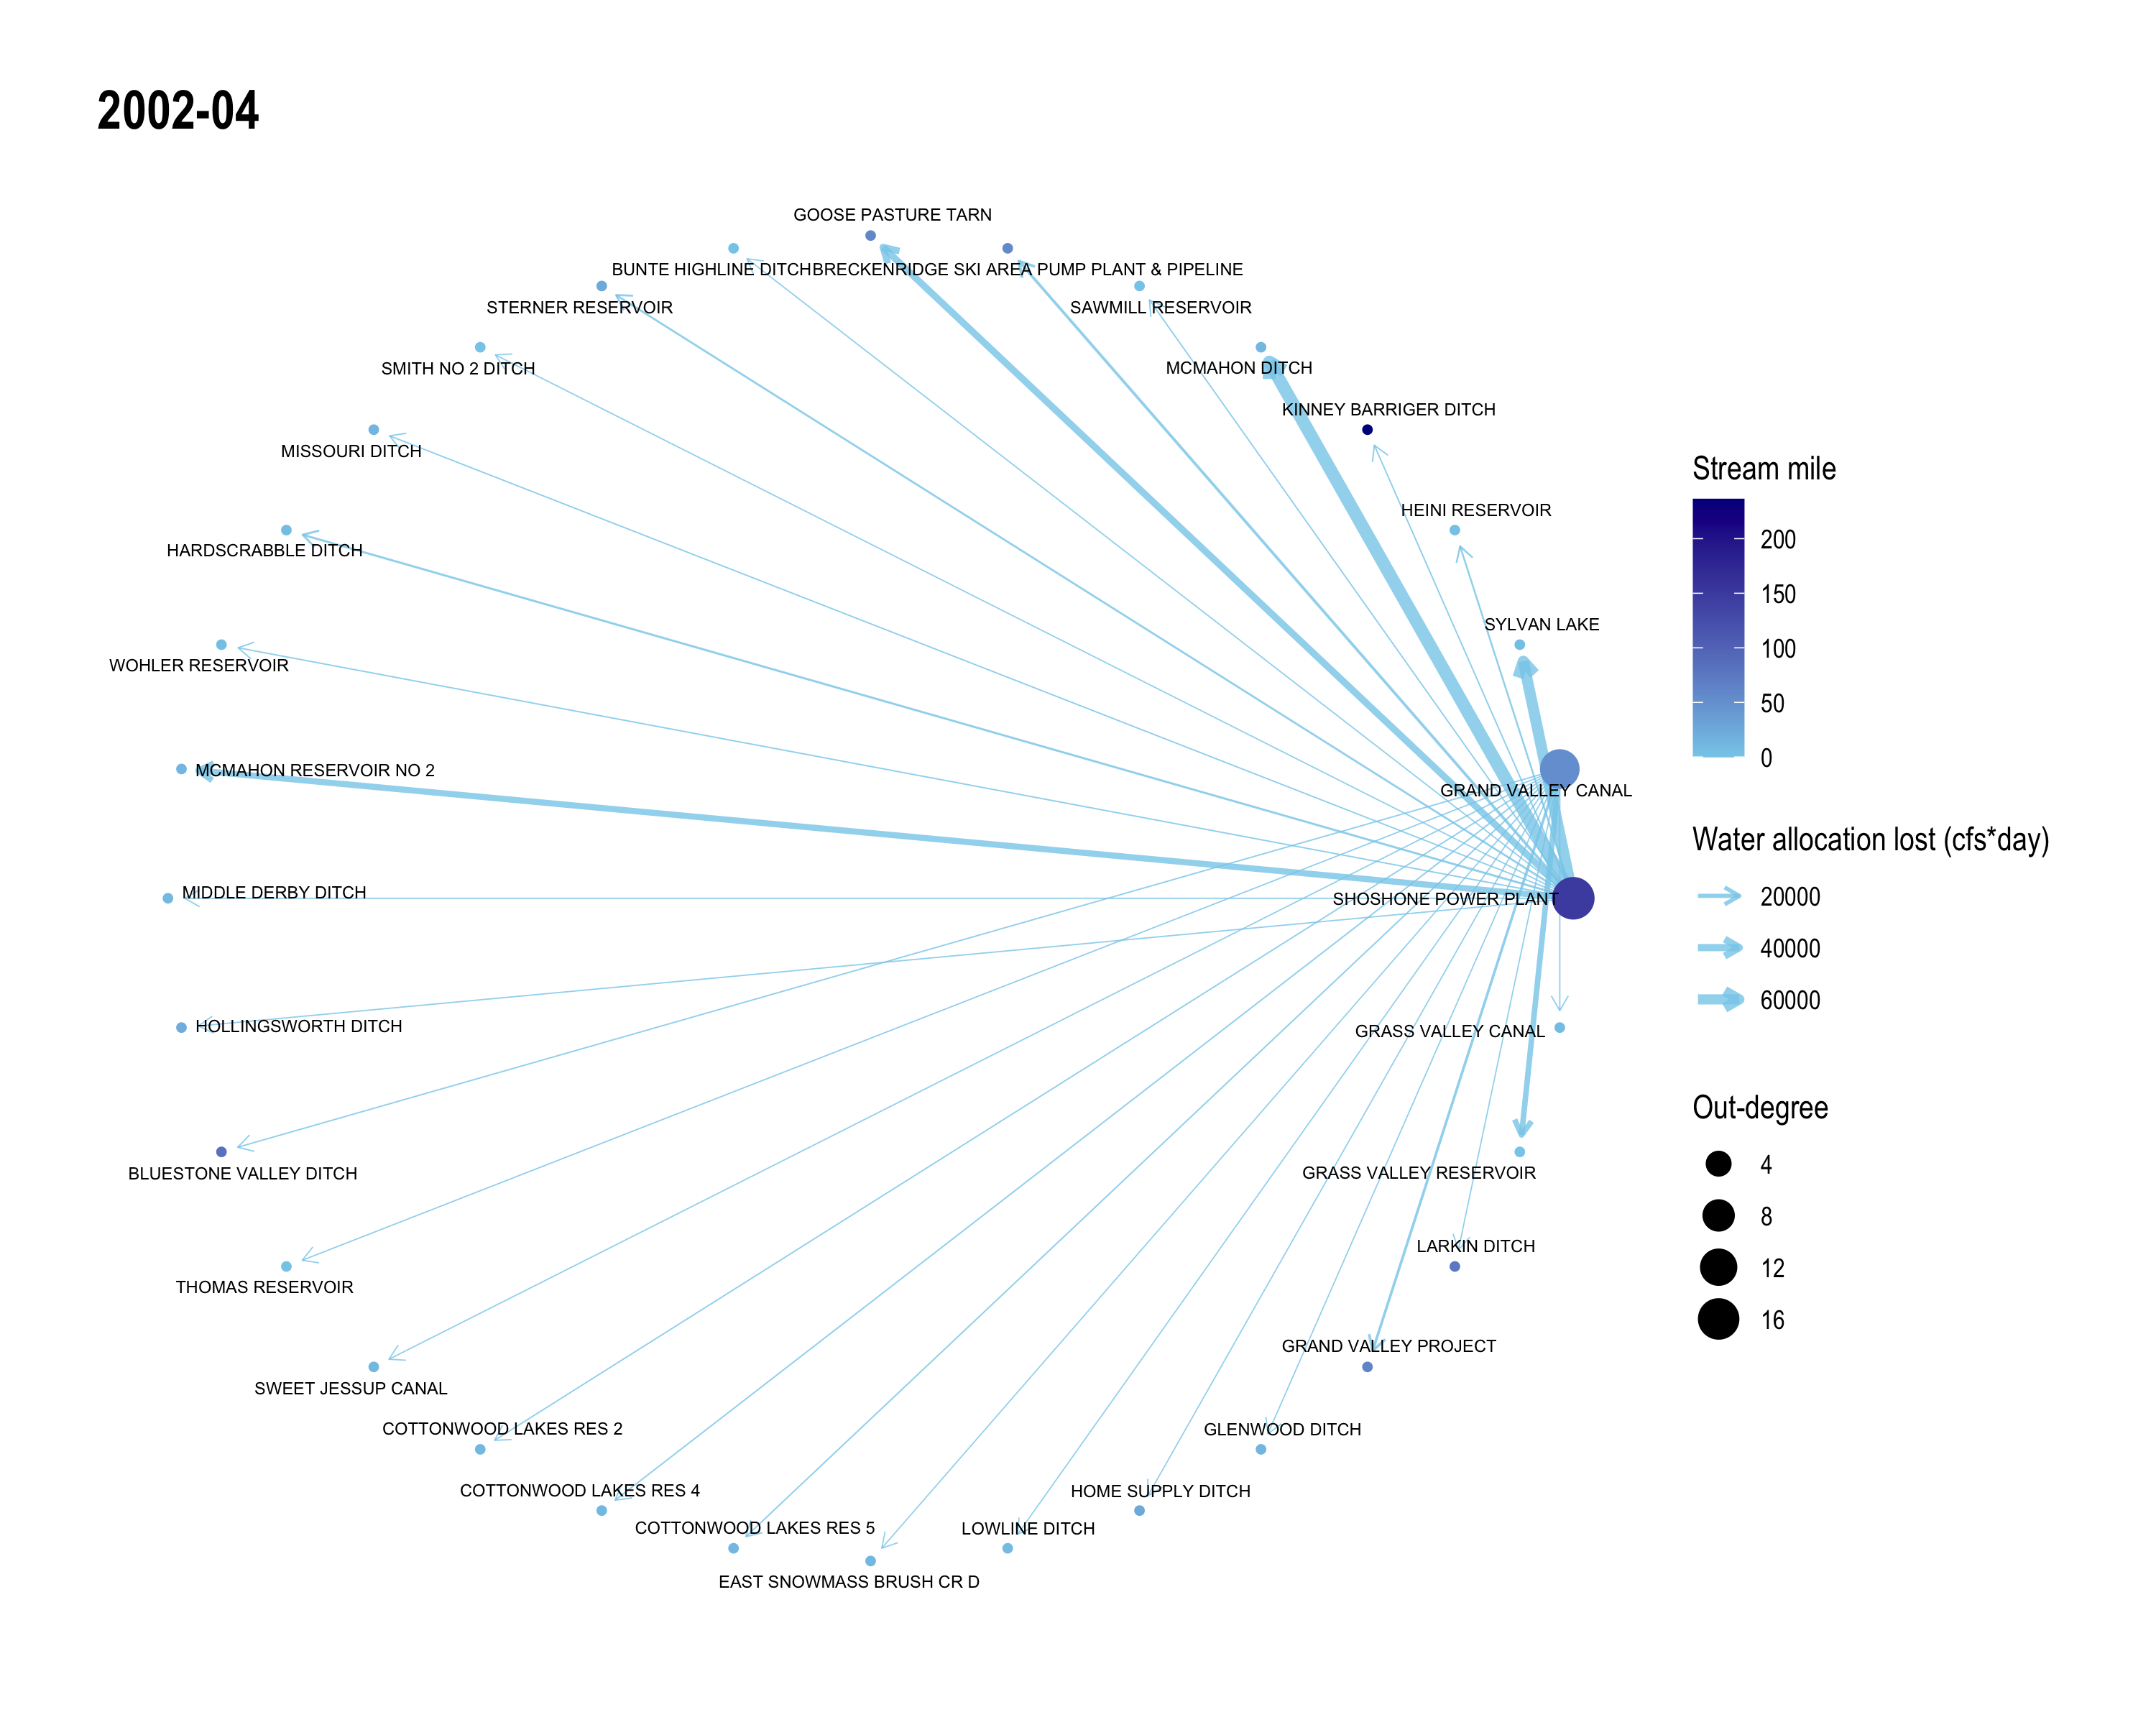 2002-04
GOOSE PASTURE TARN
BUNTE HIGHLINE DITCH
BRECKENRIDGE SKI AREA PUMP PLANT & PIPELINE
STERNER RESERVOIR
SAWMILL RESERVOIR
SMITH NO 2 DITCH
MCMAHON DITCH
KINNEY BARRIGER DITCH
MISSOURI DITCH
HEINI RESERVOIR
HARDSCRABBLE DITCH
SYLVAN LAKE
WOHLER RESERVOIR
MCMAHON RESERVOIR NO 2
GRAND VALLEY CANAL
MIDDLE DERBY DITCH
SHOSHONE POWER PLANT
HOLLINGSWORTH DITCH
GRASS VALLEY CANAL
BLUESTONE VALLEY DITCH
GRASS VALLEY RESERVOIR
LARKIN DITCH
THOMAS RESERVOIR
GRAND VALLEY PROJECT
SWEET JESSUP CANAL
COTTONWOOD LAKES RES 2
GLENWOOD DITCH
COTTONWOOD LAKES RES 4
HOME SUPPLY DITCH
COTTONWOOD LAKES RES 5
LOWLINE DITCH
EAST SNOWMASS BRUSH CR D
Stream mile
200
150
100
50
0
Water allocation lost (cfs*day)
20000
40000
60000
Out-degree
4
8
12
16